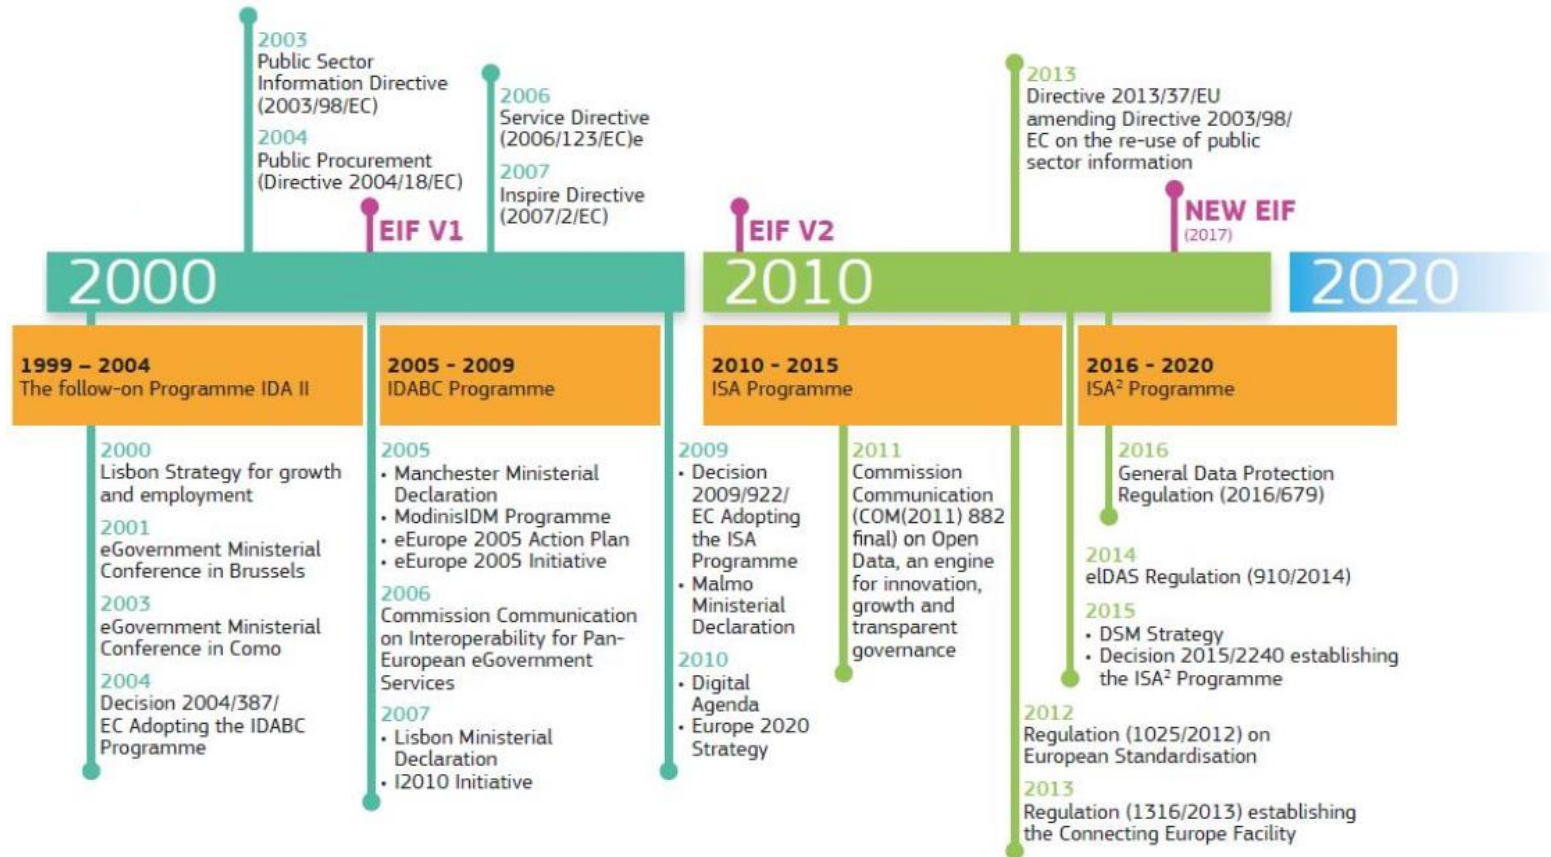 2003
Public Sector
Information Directive
(2003/98/EC)
2004
Public Procurement
(Directive 2004/18/EC)
EIF V1
2006
Service Directive
(2006/123/EC)e
2007
Inspire Directive
(2007/2/EC)
EIF V2
2013
Directive 2013/37/EU
amending Directive 2003/98/
EC on the re-use of public
sector information
NEW EIF
(2017)
2000
2010
2020
1999 – 2004
The follow-on Programme IDA II
2005 - 2009
IDABC Programme
2010 - 2015
ISA Programme
2016 - 2020
ISA² Programme
2000
Lisbon Strategy for growth
and employment
2001
eGovernment Ministerial
Conference in Brussels
2003
eGovernment Ministerial
Conference in Como
2004
Decision 2004/387/
EC Adopting the IDABC
Programme
2005
• Manchester Ministerial
Declaration
• ModinisIDM Programme
• eEurope 2005 Action Plan
• eEurope 2005 Initiative
2006
Commission Communication
on Interoperability for Pan-
European eGovernment
Services
2007
• Lisbon Ministerial
Declaration
• I2010 Initiative
2009
• Decision
2009/922/
EC Adopting
the ISA
Programme
• Malmo
Ministerial
Declaration
2010
• Digital
Agenda
• Europe 2020
Strategy
2011
Commission
Communication
(COM(2011) 882
final) on Open
Data, an engine
for innovation,
growth and
transparent
governance
2016
General Data Protection
Regulation (2016/679)
2014
elDAS Regulation (910/2014)
2015
• DSM Strategy
• Decision 2015/2240 establishing
the ISA² Programme
2012
Regulation (1025/2012) on
European Standardisation
2013
Regulation (1316/2013) establishing
the Connecting Europe Facility